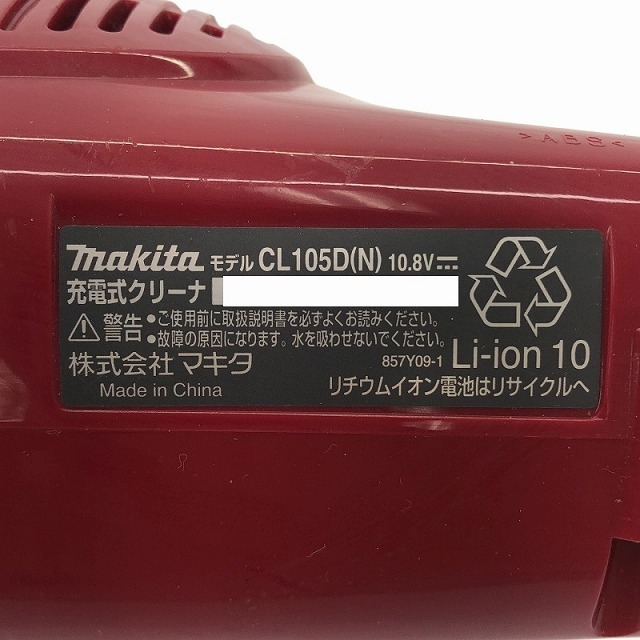 >ABS<
makita モデル CL105D(N) 10.8V⎓
充電式クリーナ
警告 ●ご使用前に取扱説明書を必ずよくお読みください。
●故障の原因になります。水を吸わせないでください。
株式会社 マキタ 857Y09-1 Li-ion 10
Made in China リチウムイオン電池はリサイクルへ